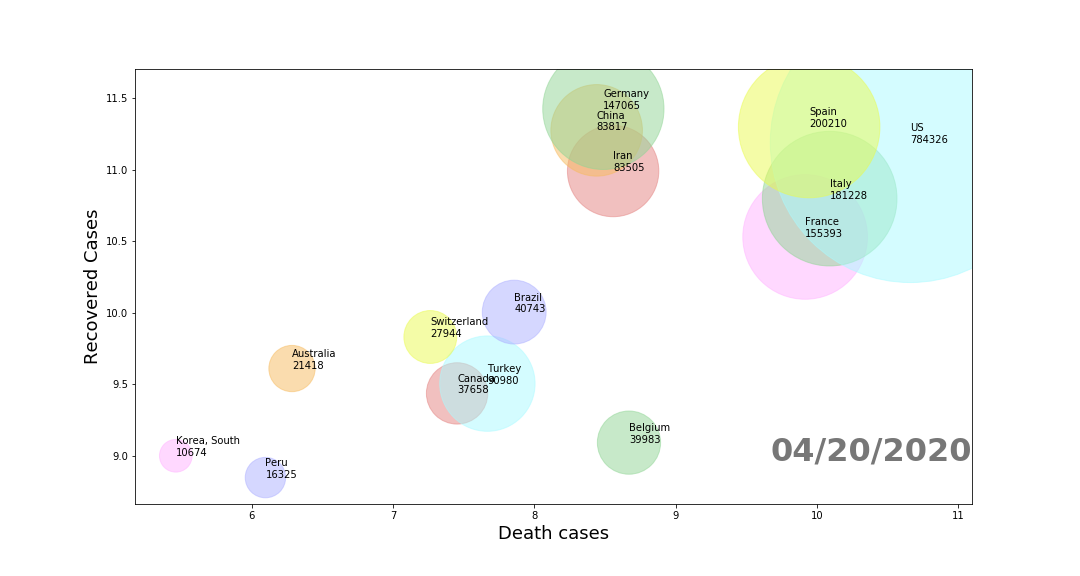 11.5
11.0
10.5
10.0
9.5
9.0
Recovered Cases
Germany
147065
China
83817
Iran
83505
Spain
200210
US
784326
Italy
181228
France
155393
Brazil
40743
Switzerland
27944
Australia
21418
Turkey
90980
Canada
37658
Belgium
39983
Korea, South
10674
Peru
16325
04/20/2020
6 7 8 9 10 11
Death cases